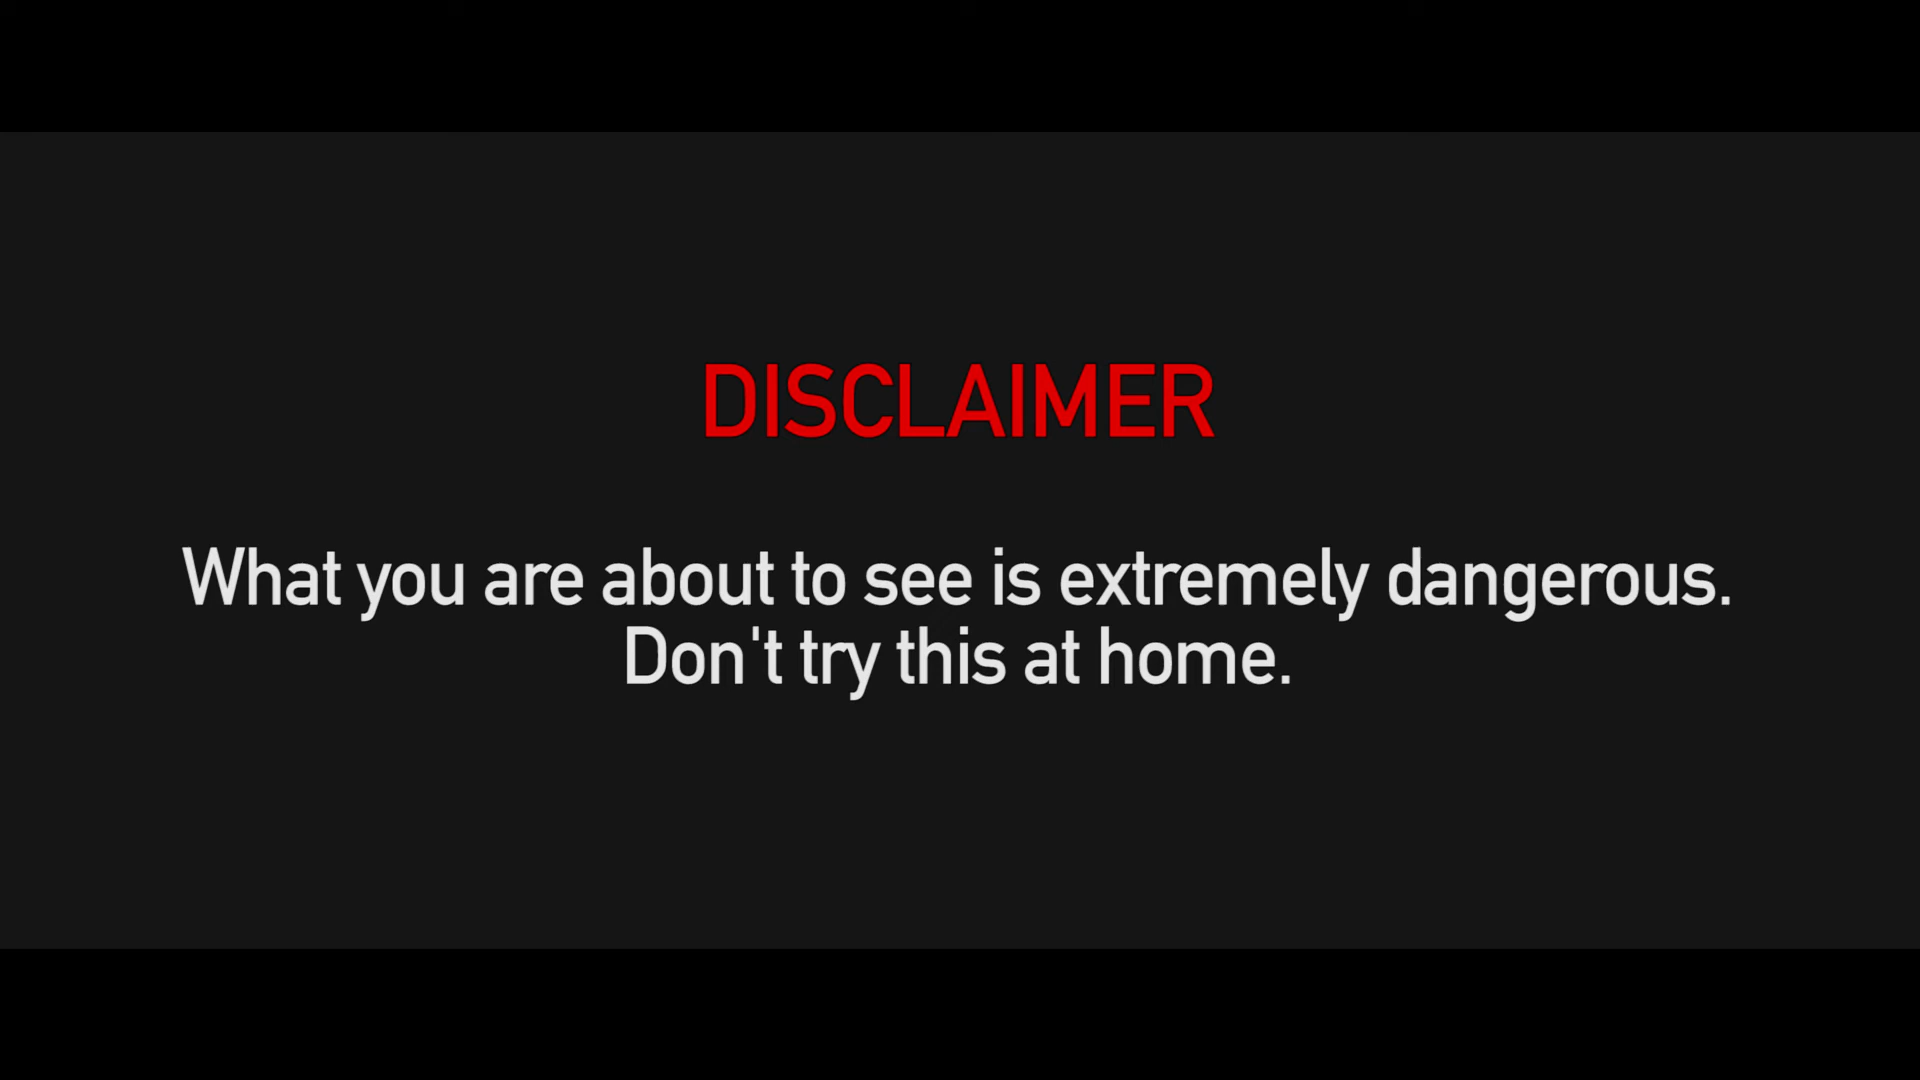 DISCLAIMER
What you are about to see is extremely dangerous.
Don't try this at home.